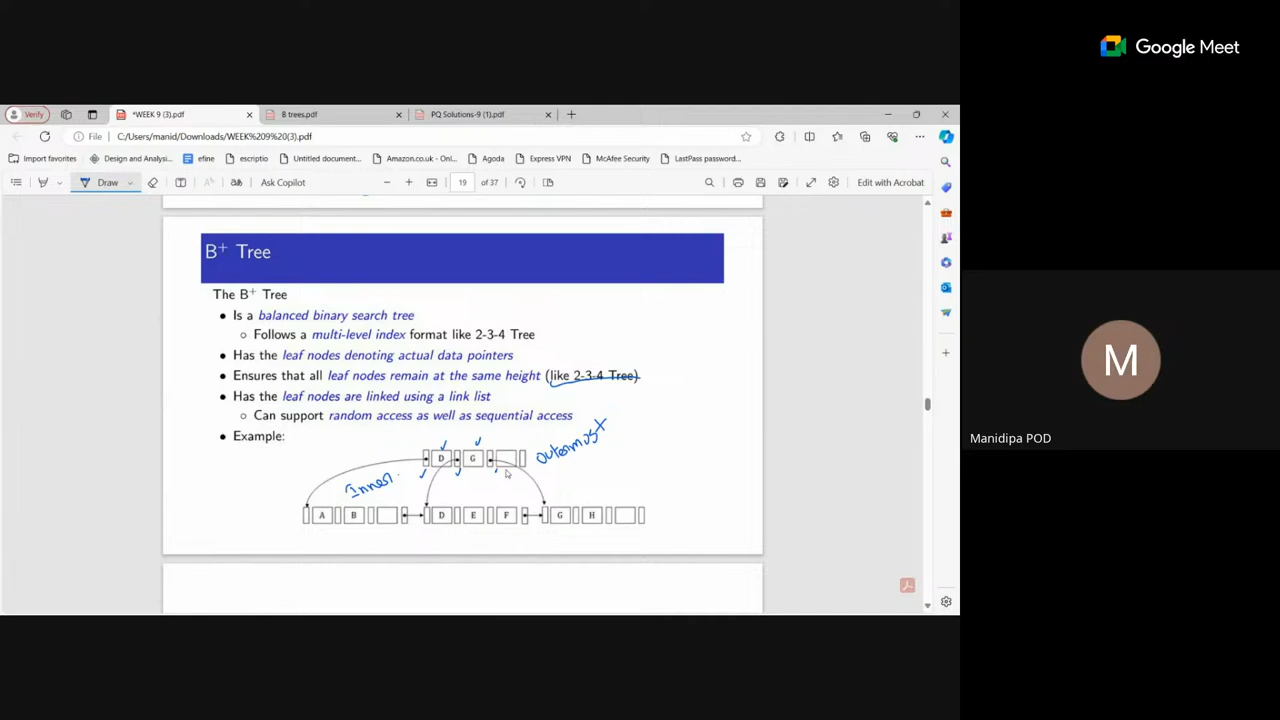 Google Meet
Verify
*WEEK 9 (3).pdf
B trees.pdf
PQ Solutions-9 (1).pdf
File
C:/Users/manid/Downloads/WEEK%209%20(3).pdf
Import favorites
Design and Analysi...
efine
escriptio
Untitled document...
Amazon.co.uk - Onl...
Agoda
Express VPN
McAfee Security
LastPass password...
Draw
Ask Copilot
19 of 37
Edit with Acrobat
B+ Tree
The B+ Tree
• Is a balanced binary search tree
○ Follows a multi-level index format like 2-3-4 Tree
• Has the leaf nodes denoting actual data pointers
• Ensures that all leaf nodes remain at the same height (like 2-3-4 Tree)
• Has the leaf nodes are linked using a link list
○ Can support random access as well as sequential access
• Example:
outermost
D G
Inner
A B D E F G H
M
Manidipa POD